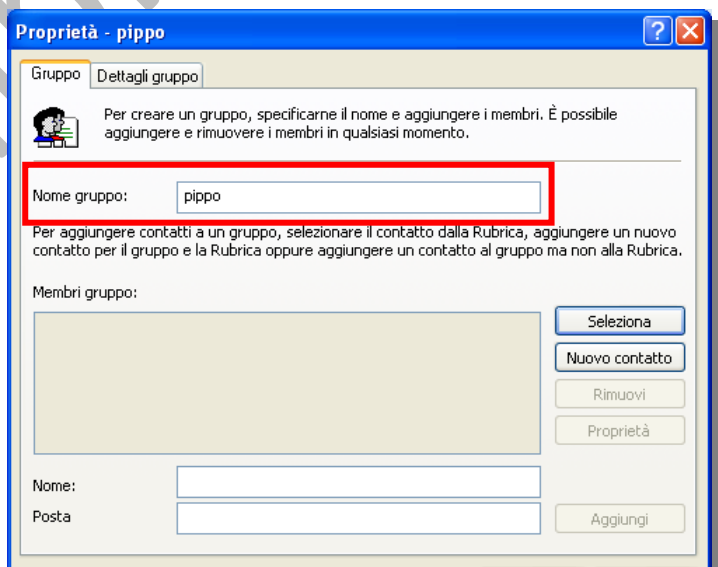 Proprietà - pippo
Gruppo Dettagli gruppo
Per creare un gruppo, specificarne il nome e aggiungere i membri. È possibile
aggiungere e rimuovere i membri in qualsiasi momento.
Nome gruppo: pippo
Per aggiungere contatti a un gruppo, selezionare il contatto dalla Rubrica, aggiungere un nuovo
contatto per il gruppo e la Rubrica oppure aggiungere un contatto al gruppo ma non alla Rubrica.
Membri gruppo:
Seleziona
Nuovo contatto
Rimuovi
Proprietà
Nome:
Posta Aggiungi